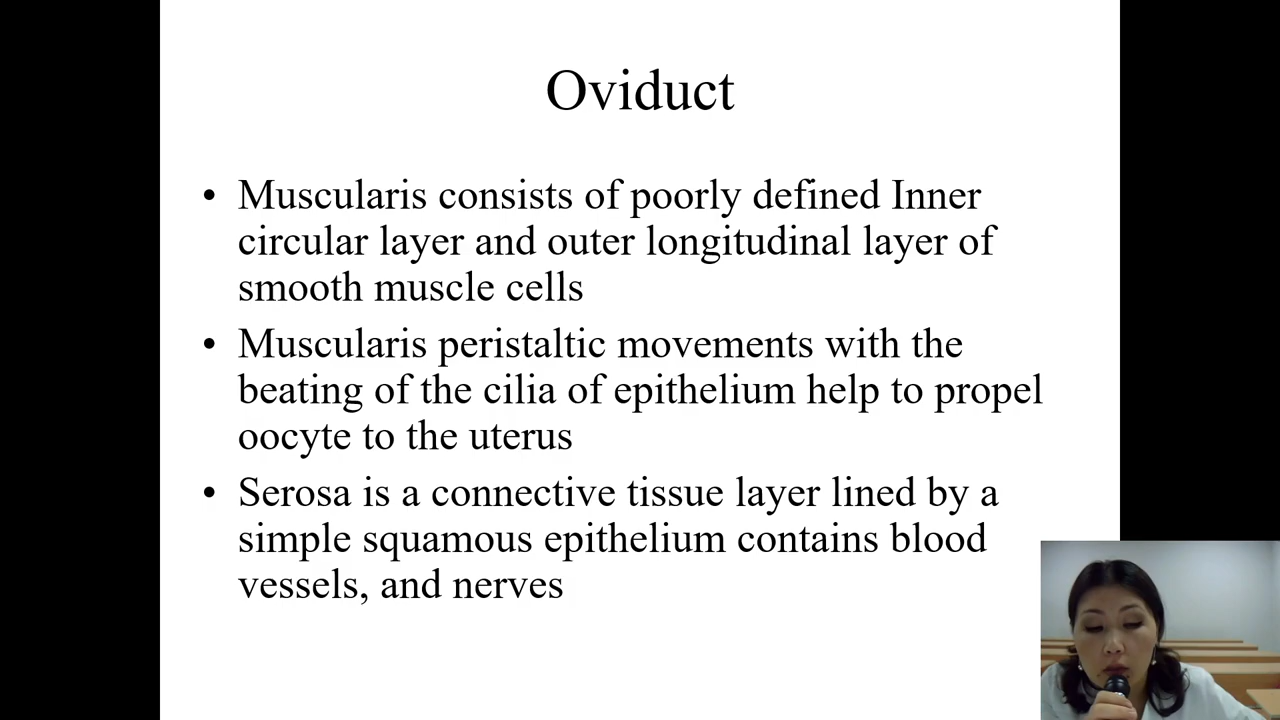 Oviduct
• Muscularis consists of poorly defined Inner
circular layer and outer longitudinal layer of
smooth muscle cells
• Muscularis peristaltic movements with the
beating of the cilia of epithelium help to propel
oocyte to the uterus
• Serosa is a connective tissue layer lined by a
simple squamous epithelium contains blood
vessels, and nerves